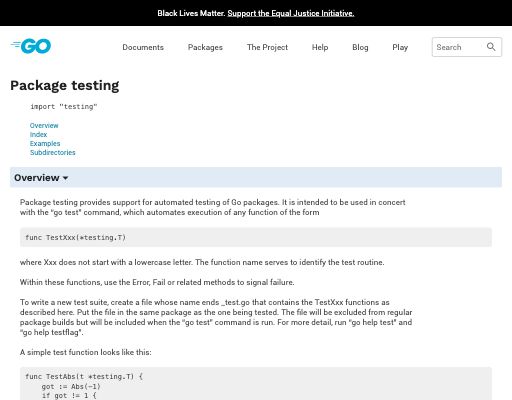 Black Lives Matter. Support the Equal Justice Initiative.
GO
Documents Packages The Project Help Blog Play Search
Package testing
import "testing"
Overview
Index
Examples
Subdirectories
Overview
Package testing provides support for automated testing of Go packages. It is intended to be used in concert
with the “go test” command, which automates execution of any function of the form
func TestXxx(*testing.T)
where Xxx does not start with a lowercase letter. The function name serves to identify the test routine.
Within these functions, use the Error, Fail or related methods to signal failure.
To write a new test suite, create a file whose name ends _test.go that contains the TestXxx functions as
described here. Put the file in the same package as the one being tested. The file will be excluded from regular
package builds but will be included when the “go test” command is run. For more detail, run “go help test” and
“go help testflag”.
A simple test function looks like this:
func TestAbs(t *testing.T) {
    got := Abs(-1)
    if got != 1 {